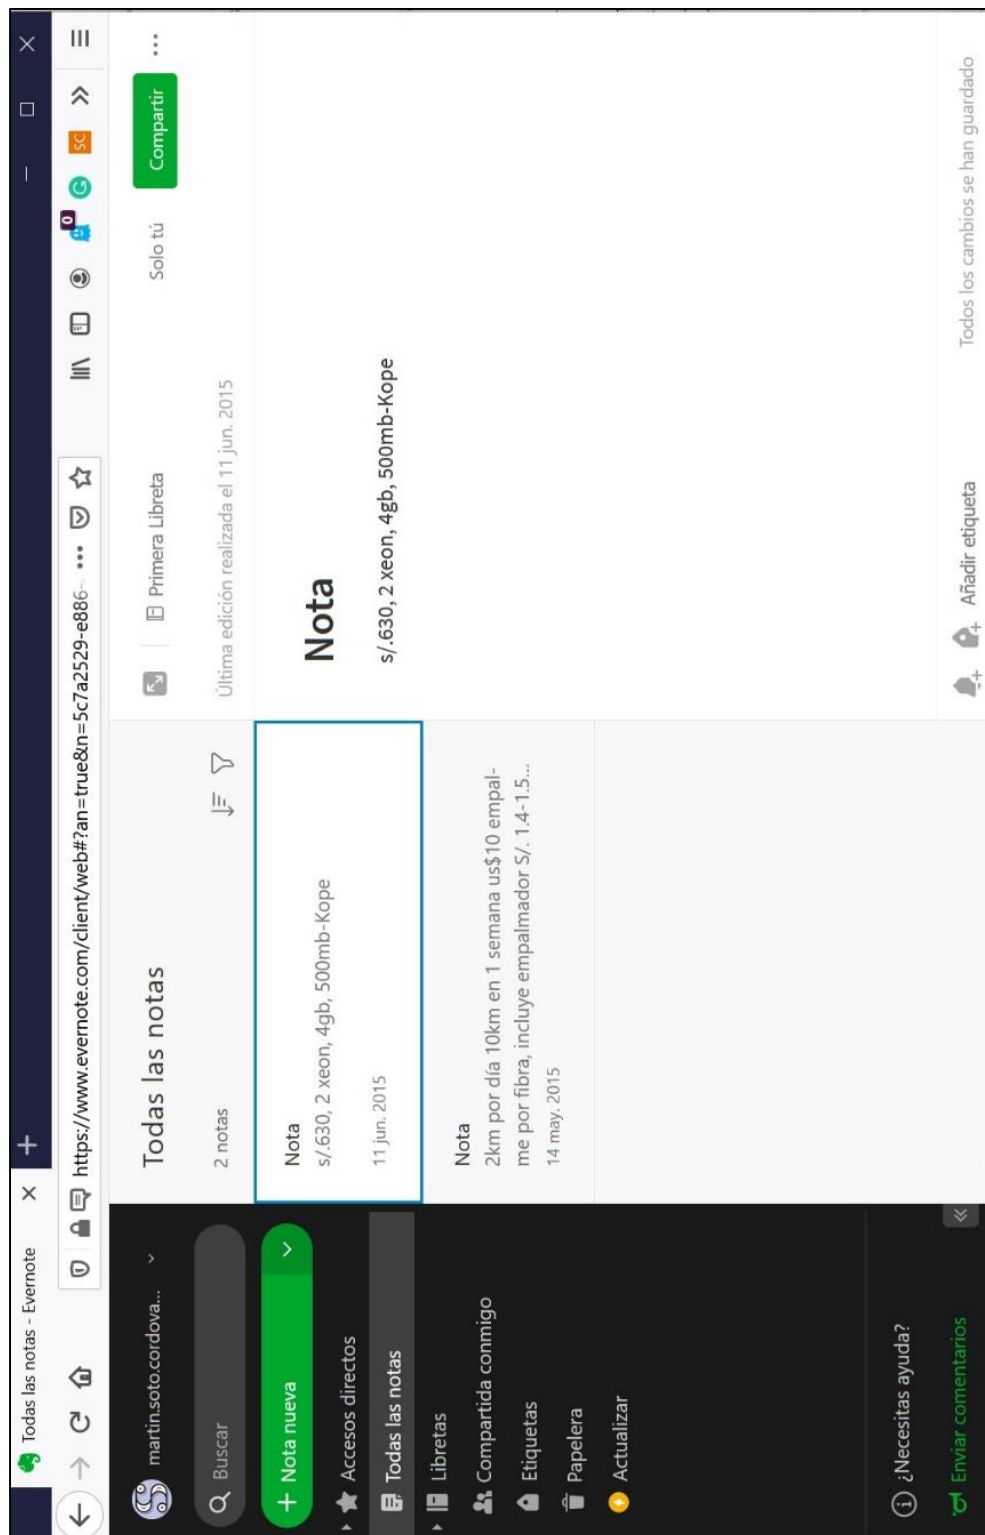 Todas las notas - Evernote
https://www.evernote.com/client/web#?an=true&n=5c7a2529-e886-
0
SC
martin.soto.cordova...
Buscar
Nota nueva
Accesos directos
Todas las notas
Libretas
Compartida conmigo
Etiquetas
Papelera
Actualizar
¿Necesitas ayuda?
Enviar comentarios
Todas las notas
2 notas
Nota
s/.630, 2 xeon, 4gb, 500mb-Kope
11 jun. 2015
Nota
2km por día 10km en 1 semana us$10 empal-
me por fibra, incluye empalmador S/. 1.4-1.5...
14 may. 2015
Primera Libreta
Solo tú
Compartir
Última edición realizada el 11 jun. 2015
Nota
s/.630, 2 xeon, 4gb, 500mb-Kope
Añadir etiqueta
Todos los cambios se han guardado